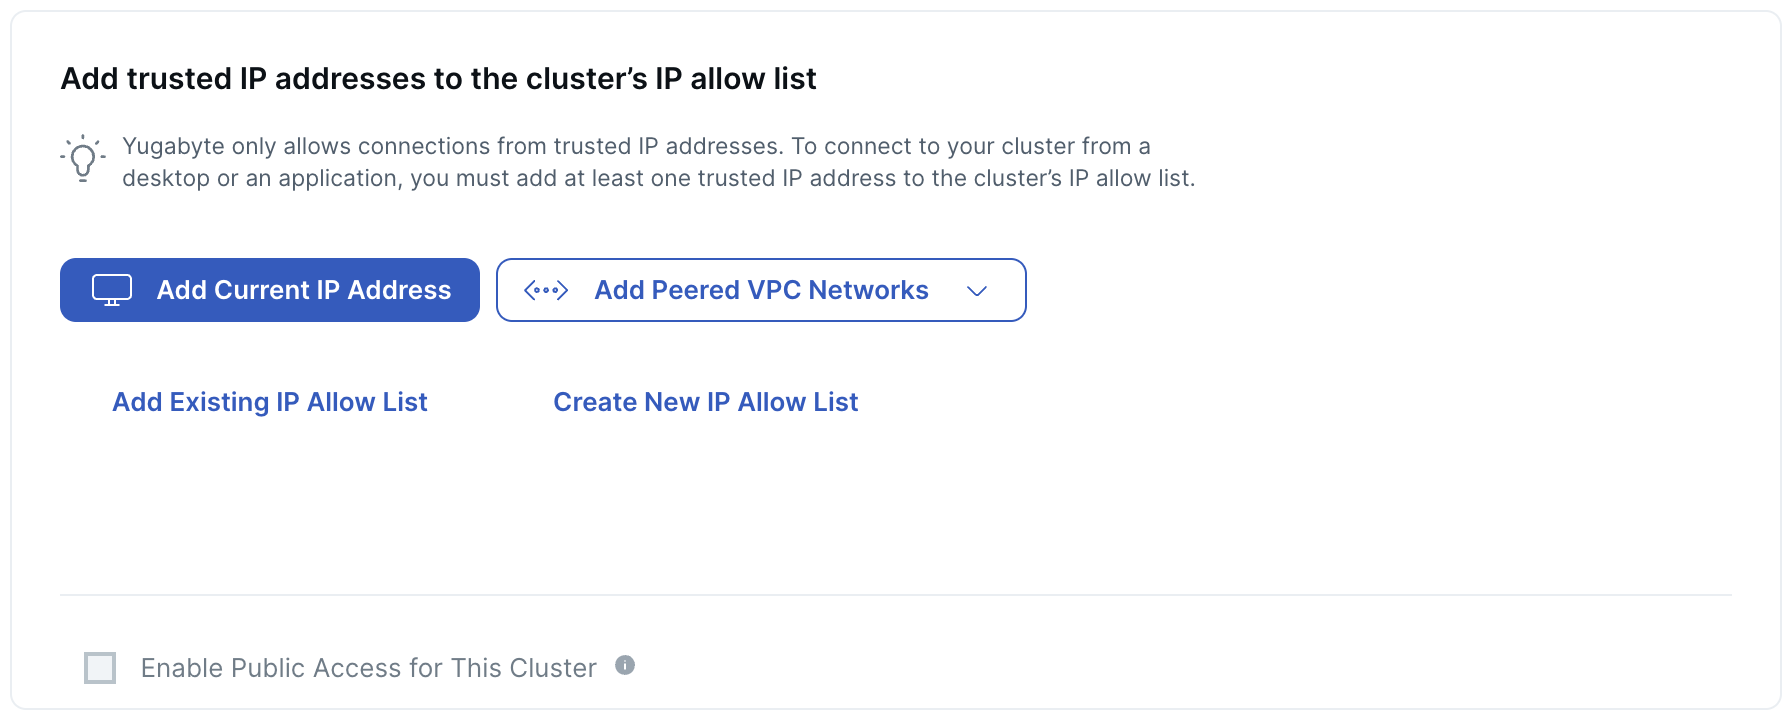 Add trusted IP addresses to the cluster’s IP allow list
Yugabyte only allows connections from trusted IP addresses. To connect to your cluster from a
desktop or an application, you must add at least one trusted IP address to the cluster’s IP allow list.
Add Current IP Address
Add Peered VPC Networks
Add Existing IP Allow List
Create New IP Allow List
Enable Public Access for This Cluster